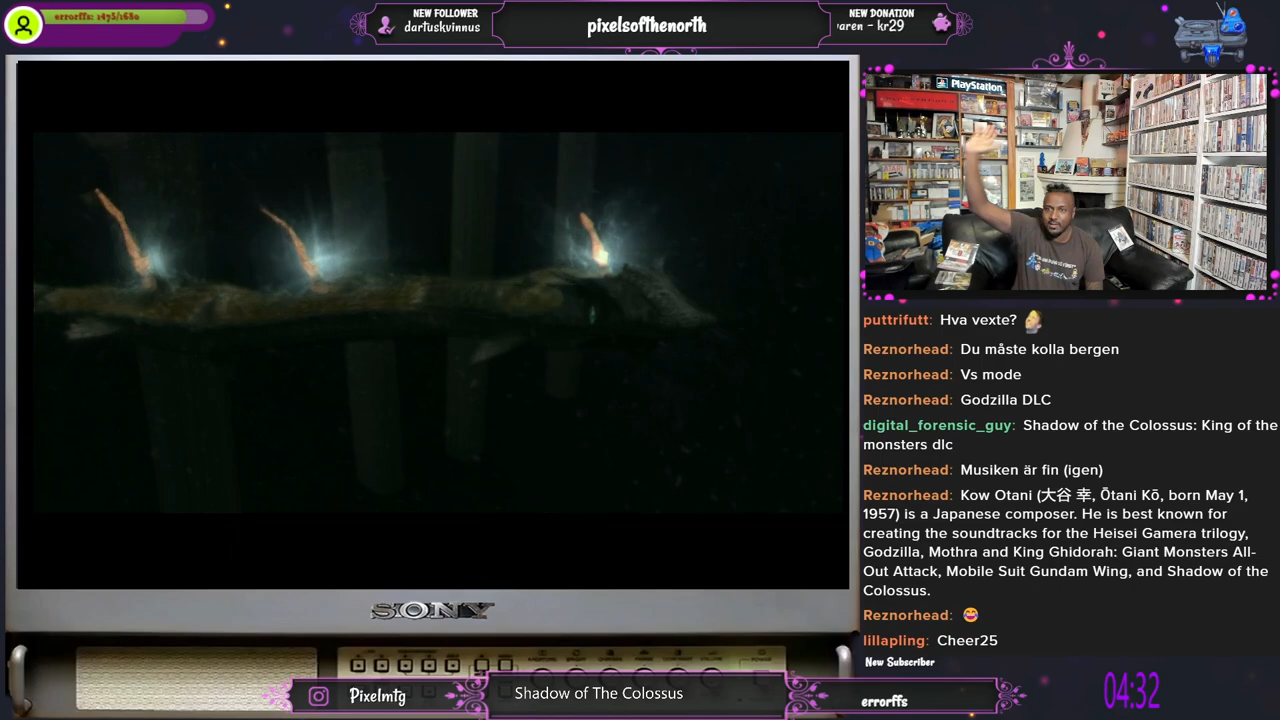 errorffs: 1475/1680
NEW FOLLOWER
dartuskvinnus
pixelsofthenorth
NEW DONATION
varen - kr29
PlayStation
puttrifutt: Hva vexte?
Reznorhead: Du måste kolla bergen
Reznorhead: Vs mode
Reznorhead: Godzilla DLC
digital_forensic_guy: Shadow of the Colossus: King of the
monsters dlc
Reznorhead: Musiken är fin (igen)
Reznorhead: Kow Otani (大谷 幸, Ōtani Kō, born May 1,
1957) is a Japanese composer. He is best known for
creating the soundtracks for the Heisei Gamera trilogy,
Godzilla, Mothra and King Ghidorah: Giant Monsters All-
Out Attack, Mobile Suit Gundam Wing, and Shadow of the
Colossus.
Reznorhead: 😂
lillapling: Cheer25
SONY
New Subscriber
Pixelmtg
Shadow of The Colossus
errorffs
04:32